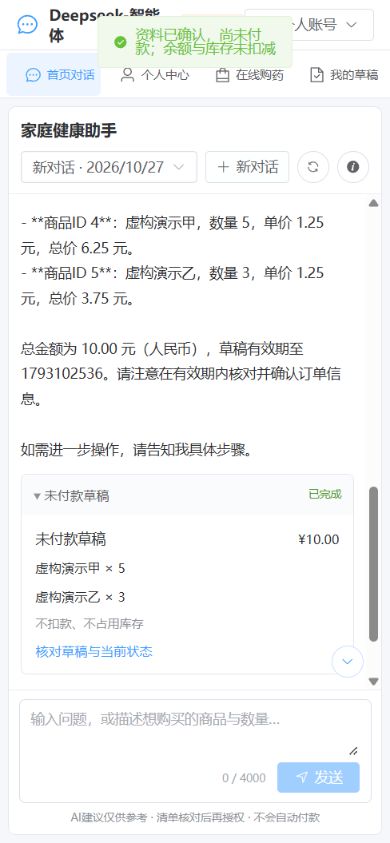 Deepseek-智能体
资料已确认，尚未付款；余额与库存未扣减
个人账号
首页对话
个人中心
在线购药
我的草稿
家庭健康助手
新对话 · 2026/10/27
新对话
- **商品ID 4**：虚构演示甲，数量 5，单价 1.25
元，总价 6.25 元。
- **商品ID 5**：虚构演示乙，数量 3，单价 1.25
元，总价 3.75 元。
总金额为 10.00 元（人民币），草稿有效期至
1793102536。请注意在有效期内核对并确认订单信
息。
如需进一步操作，请告知我具体步骤。
未付款草稿
已完成
未付款草稿
¥10.00
虚构演示甲 × 5
虚构演示乙 × 3
不扣款、不占用库存
核对草稿与当前状态
输入问题，或描述想购买的商品与数量...
0 / 4000
发送
AI建议仅供参考 · 清单核对后再授权 · 不会自动付款